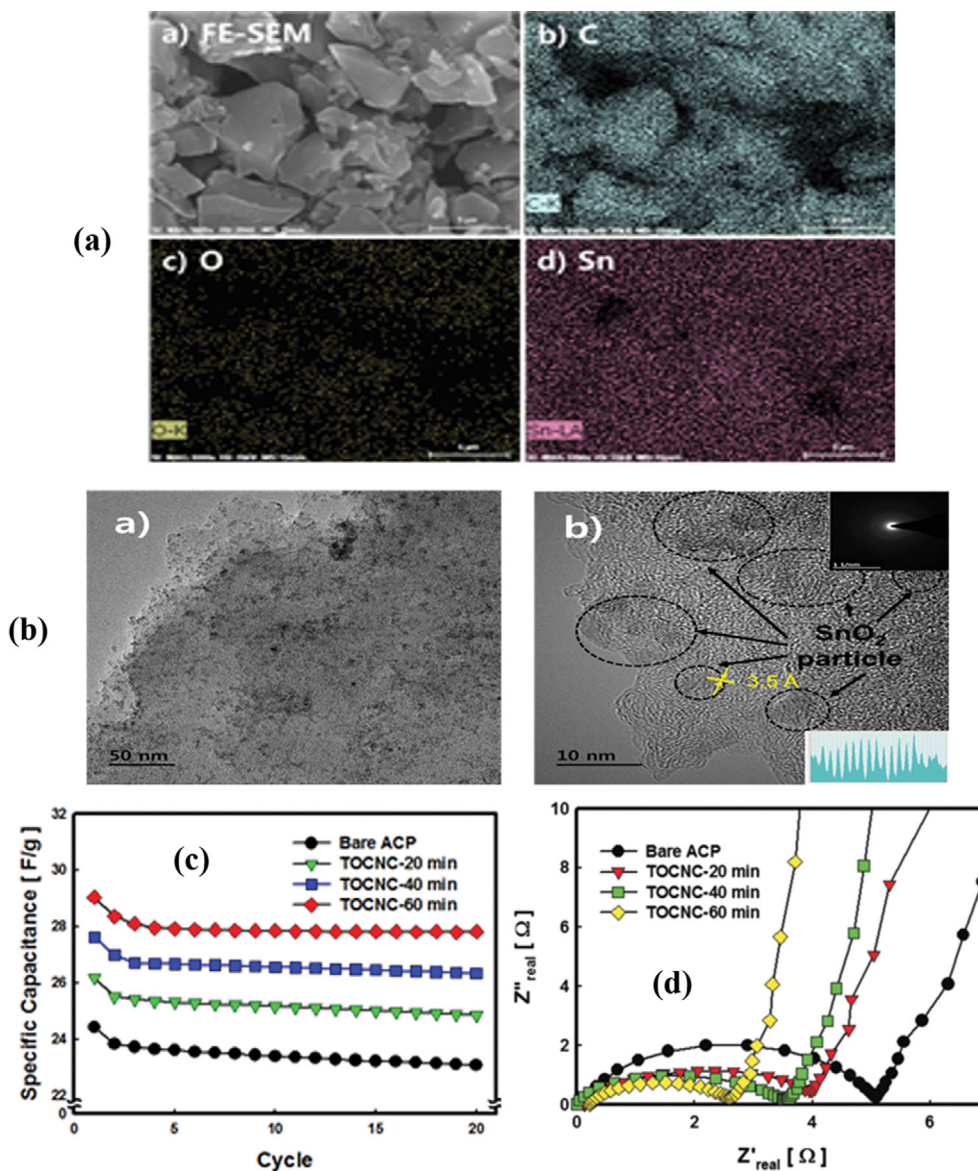 a) FE-SEM
b) C
(a)
c) O
d) Sn
O-K
Sn-LA
a)
b)
(b)
SnO2
particle
3.5 Å
50 nm
10 nm
32
30
28
26
24
22
0
Specific Capacitance [ F/g ]
(c)
Bare ACP
TOCNC-20 min
TOCNC-40 min
TOCNC-60 min
5
10
15
20
Cycle
10
8
6
4
2
0
Z''real [ Ω ]
Bare ACP
TOCNC-20 min
TOCNC-40 min
TOCNC-60 min
(d)
0
2
4
6
Z'real [ Ω ]